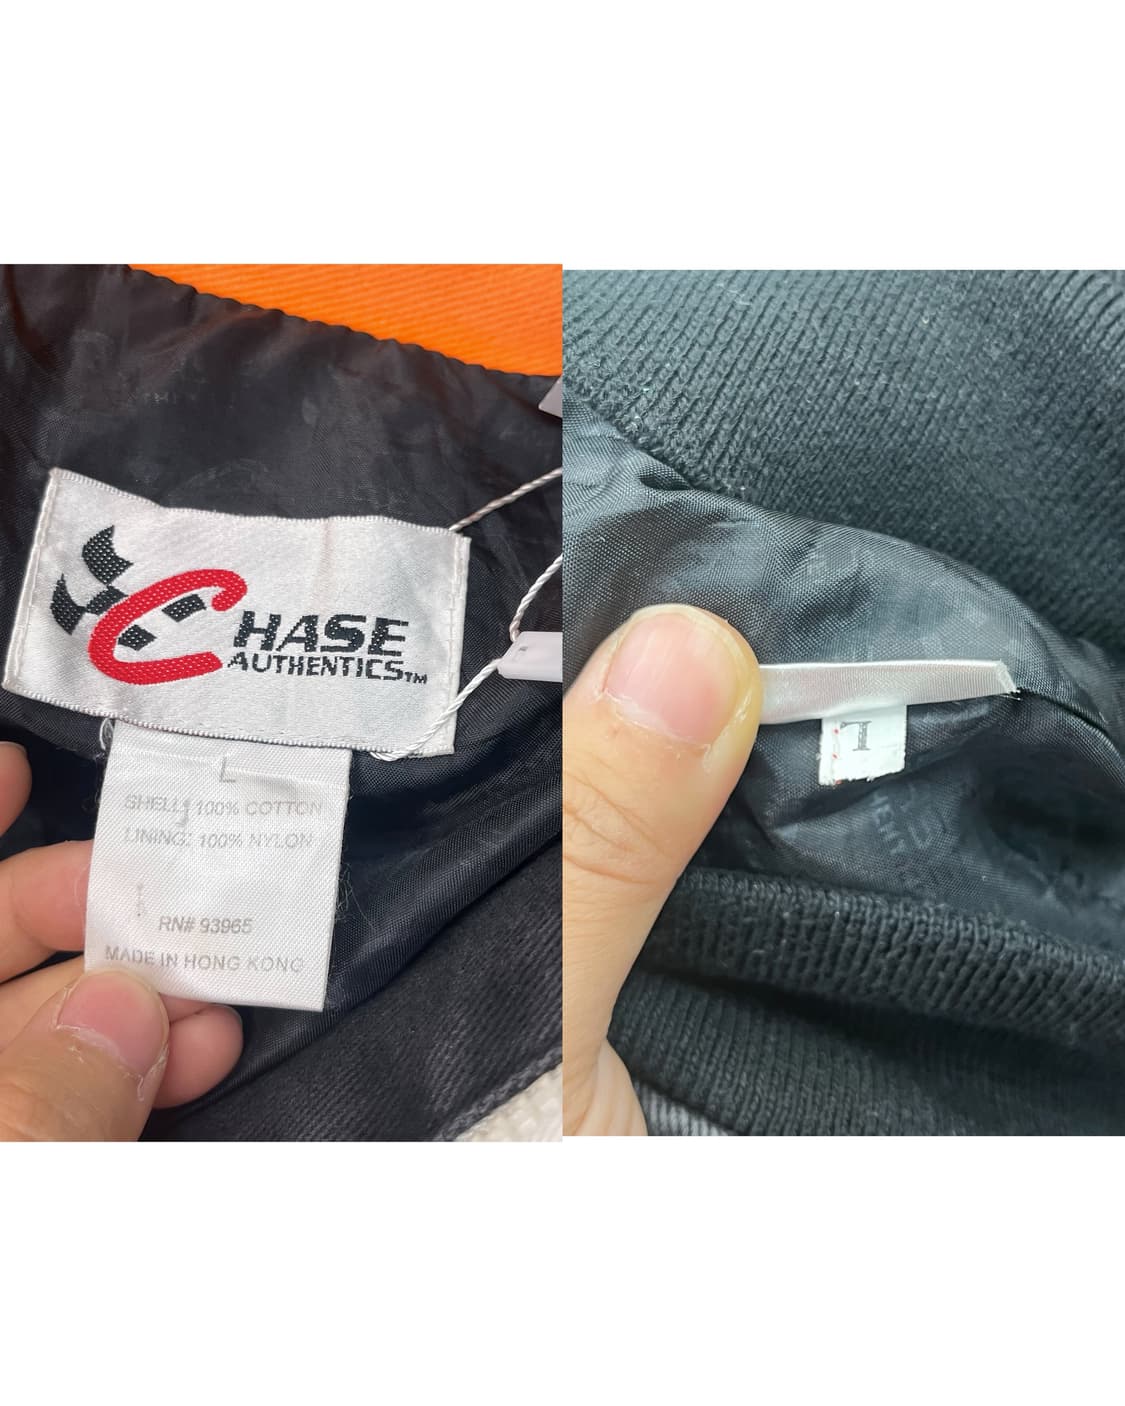 CHASE
AUTHENTICS™
L
SHELL: 100% COTTON
LINING: 100% NYLON
RN# 93965
MADE IN HONG KONG
L